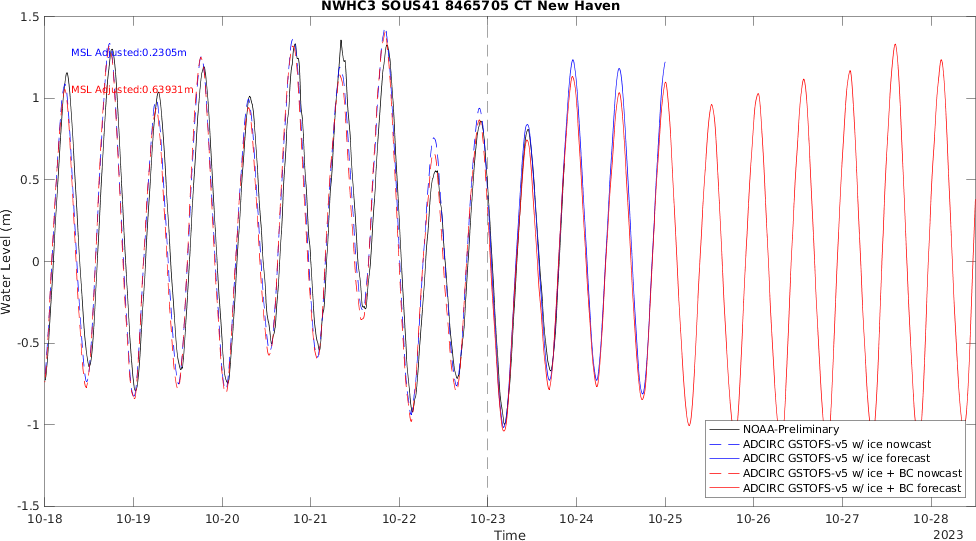 NWHC3 SOUS41 8465705 CT New Haven
1.5
1
0.5
0
-0.5
-1
-1.5
Water Level (m)
MSL Adjusted:0.2305m
MSL Adjusted:0.63931m
NOAA-Preliminary
ADCIRC GSTOFS-v5 w/ ice nowcast
ADCIRC GSTOFS-v5 w/ ice forecast
ADCIRC GSTOFS-v5 w/ ice + BC nowcast
ADCIRC GSTOFS-v5 w/ ice + BC forecast
10-18 10-19 10-20 10-21 10-22 10-23 10-24 10-25 10-26 10-27 10-28
Time
2023